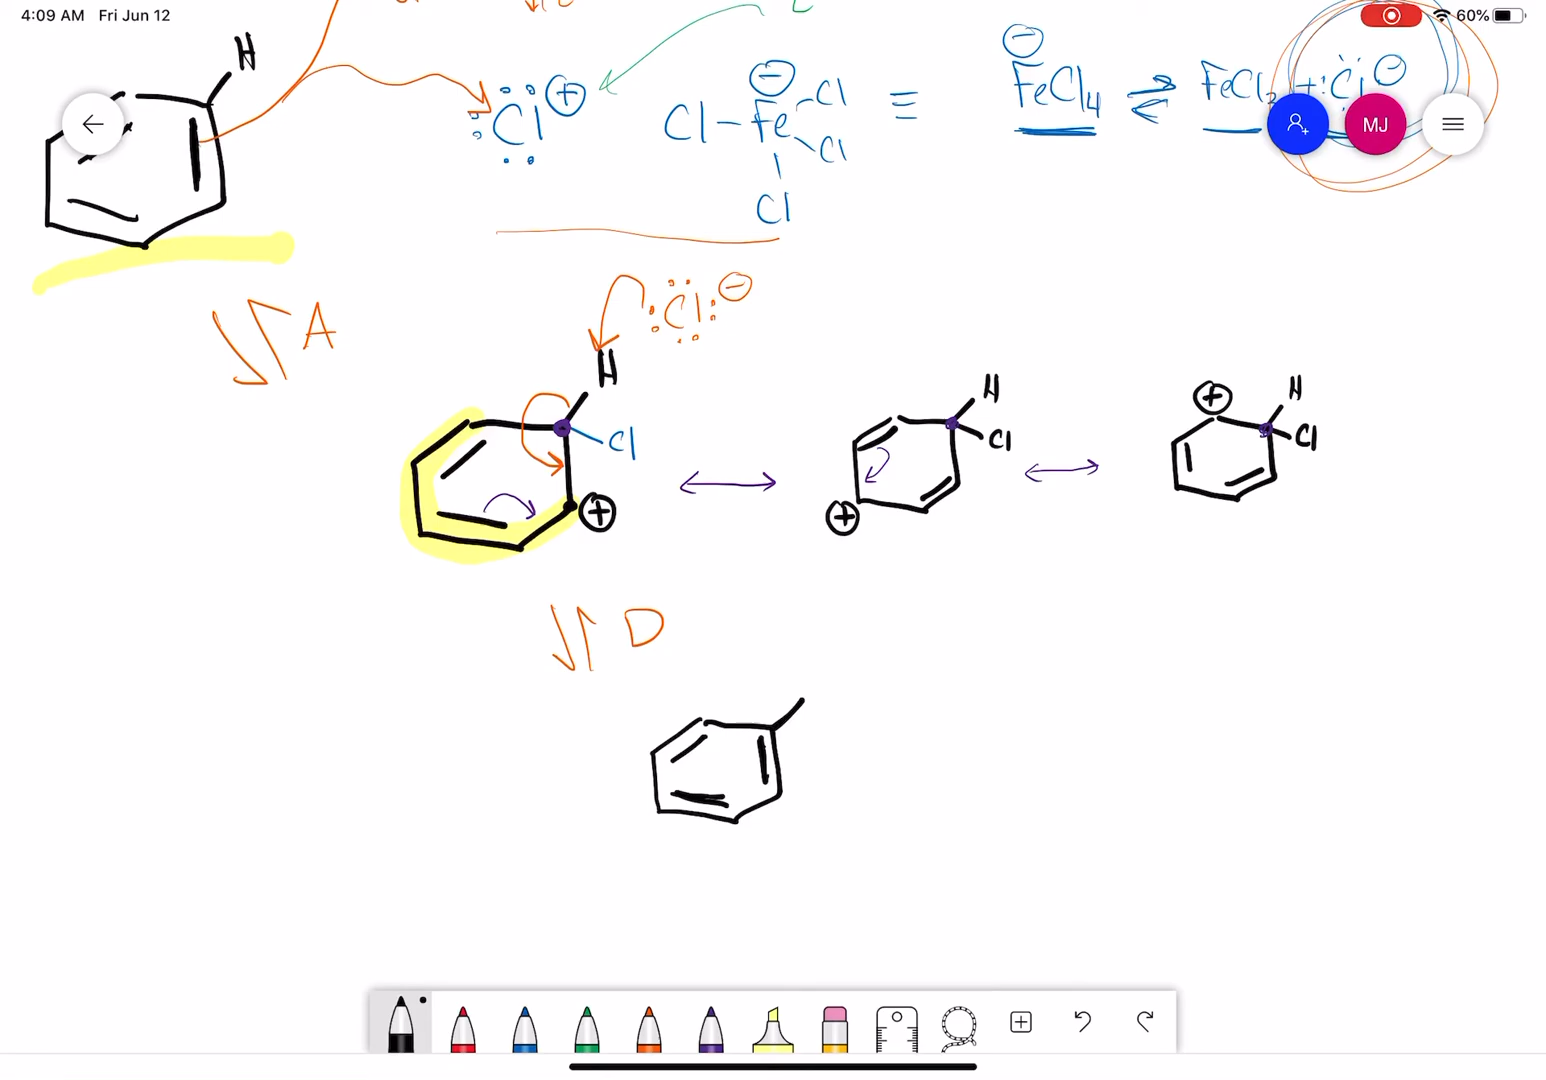 4:09 AM Fri Jun 12
60%
H
:Cl ⊕
Cl–Fe ⊖
Cl
Cl
Cl
≡
FeCl4 ⊖ ⇌ FeCl + :Cl ⊖
MJ
A
:Cl: ⊖
H
Cl
⊕
H
Cl
⊕
⊕
H
Cl
D